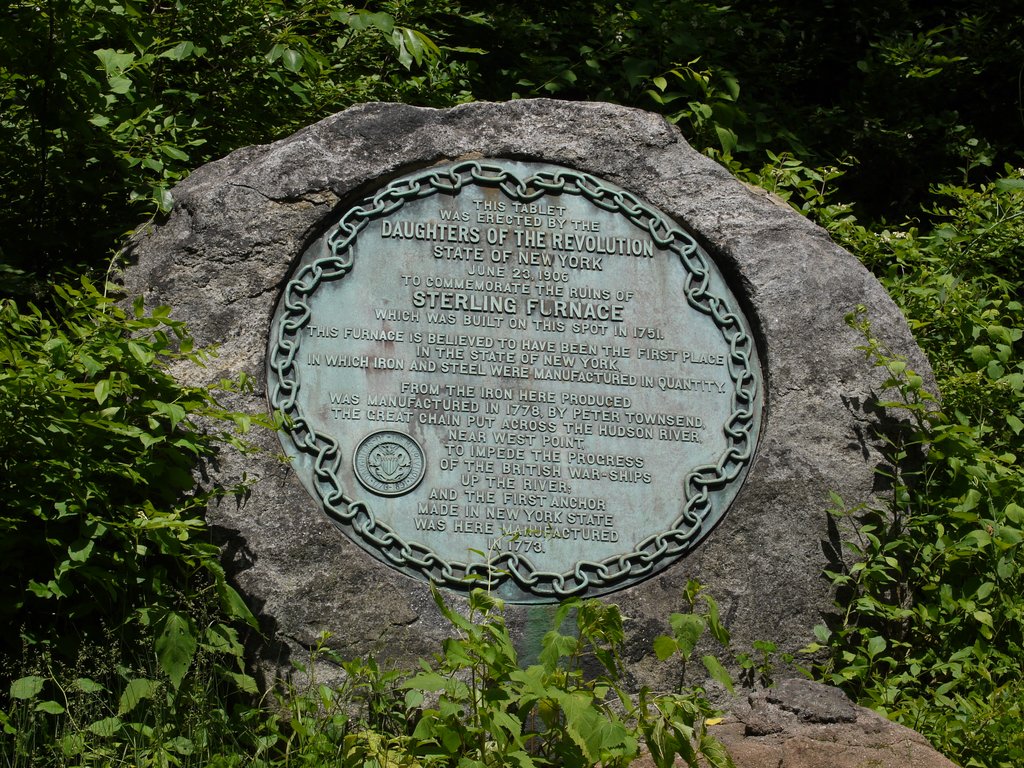 THIS TABLET
WAS ERECTED BY THE
DAUGHTERS OF THE REVOLUTION
STATE OF NEW YORK
JUNE 23, 1906
TO COMMEMORATE THE RUINS OF
STERLING FURNACE
WHICH WAS BUILT ON THIS SPOT IN 1751.
THIS FURNACE IS BELIEVED TO HAVE BEEN THE FIRST PLACE
IN THE STATE OF NEW YORK,
IN WHICH IRON AND STEEL WERE MANUFACTURED IN QUANTITY.
FROM THE IRON HERE PRODUCED
WAS MANUFACTURED IN 1778, BY PETER TOWNSEND,
THE GREAT CHAIN PUT ACROSS THE HUDSON RIVER,
NEAR WEST POINT,
TO IMPEDE THE PROGRESS
OF THE BRITISH WAR-SHIPS
UP THE RIVER;
AND THE FIRST ANCHOR
MADE IN NEW YORK STATE
WAS HERE MANUFACTURED
IN 1773.